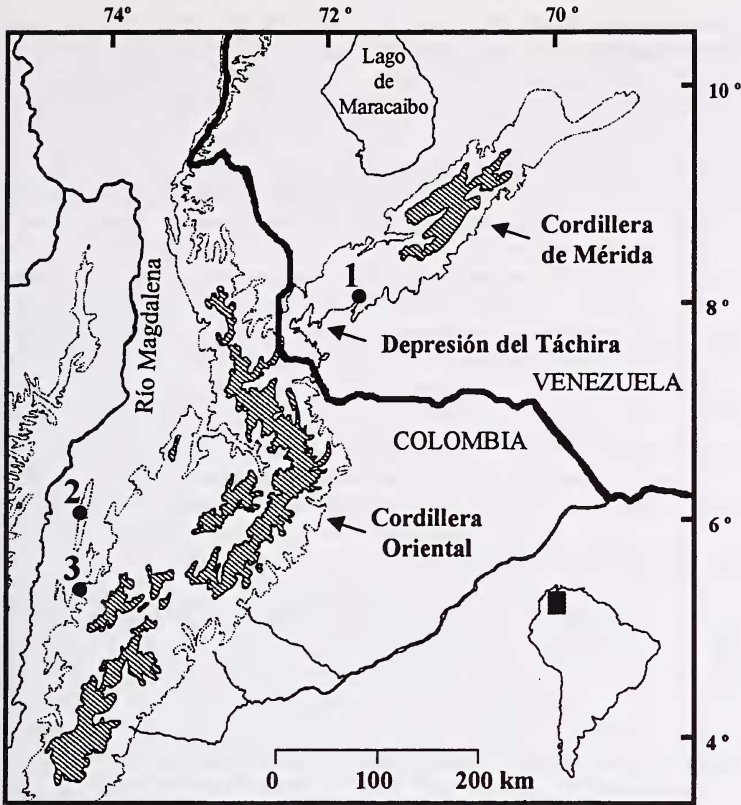 74° 72° 70°
Lago
de
Maracaibo
10 °
Cordillera
de Mérida
1
8 °
Depresión del Táchira
Río Magdalena
VENEZUELA
COLOMBIA
2
6 °
Cordillera
Oriental
3
4 °
0 100 200 km